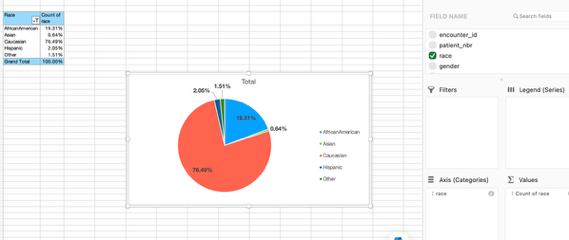 Race Count of
race
AfricanAmerican 19.31%
Asian 0.64%
Caucasian 76.49%
Hispanic 2.05%
Other 1.51%
Grand Total 100.00%
Total
2.05% 1.51%
19.31% 0.64%
76.49%
AfricanAmerican
Asian
Caucasian
Hispanic
Other
FIELD NAME Search fields
encounter_id
patient_nbr
race
gender
Filters Legend (Series)
Axis (Categories) Values
race Count of race